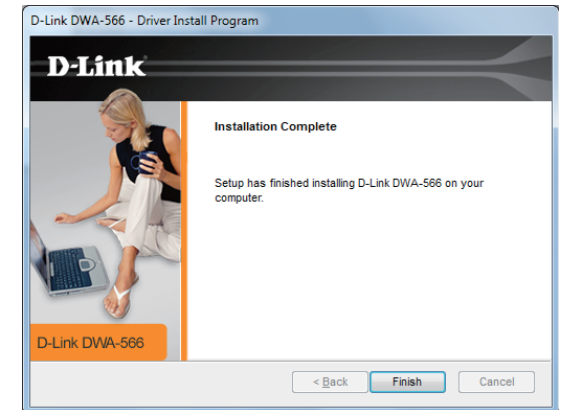 D-Link DWA-566 - Driver Install Program
D-Link
Installation Complete
Setup has finished installing D-Link DWA-566 on your
computer.
D-Link DWA-566
< Back
Finish
Cancel